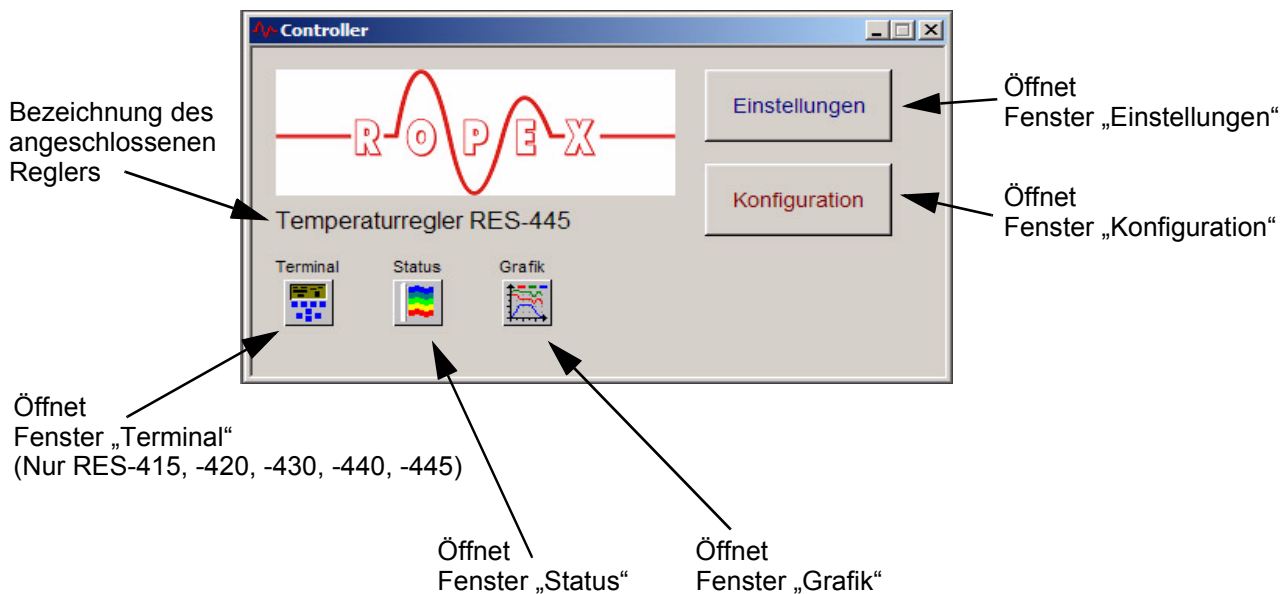 Controller
Bezeichnung des
angeschlossenen
Reglers
ROPEX
Temperaturregler RES-445
Einstellungen
Konfiguration
Öffnet
Fenster „Einstellungen“
Öffnet
Fenster „Konfiguration“
Terminal Status Grafik
Öffnet
Fenster „Terminal“
(Nur RES-415, -420, -430, -440, -445)
Öffnet
Fenster „Status“
Öffnet
Fenster „Grafik“